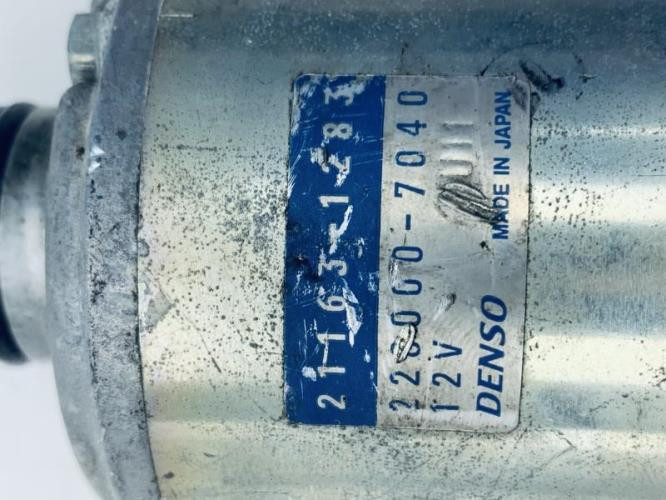 21163-1283
228000-7040
12V
DENSO MADE IN JAPAN